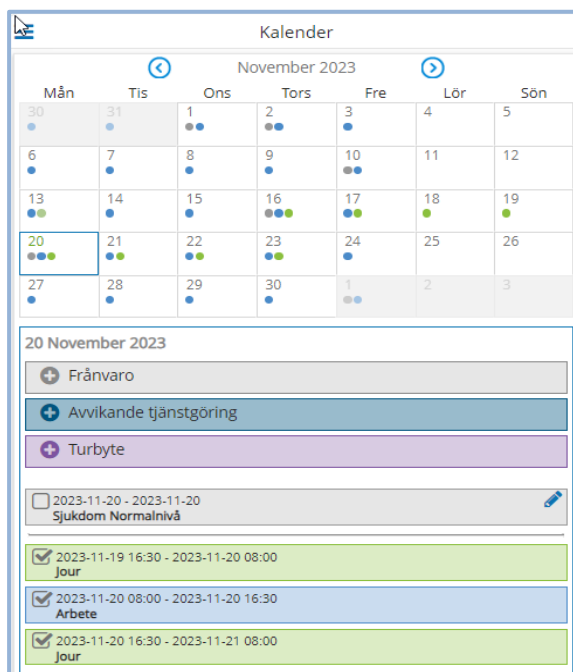 Kalender
November 2023
Mån Tis Ons Tors Fre Lör Sön
30 31 1 2 3 4 5
6 7 8 9 10 11 12
13 14 15 16 17 18 19
20 21 22 23 24 25 26
27 28 29 30 1 2 3
20 November 2023
Frånvaro
Avvikande tjänstgöring
Turbyte
2023-11-20 - 2023-11-20
Sjukdom Normalnivå
2023-11-19 16:30 - 2023-11-20 08:00
Jour
2023-11-20 08:00 - 2023-11-20 16:30
Arbete
2023-11-20 16:30 - 2023-11-21 08:00
Jour